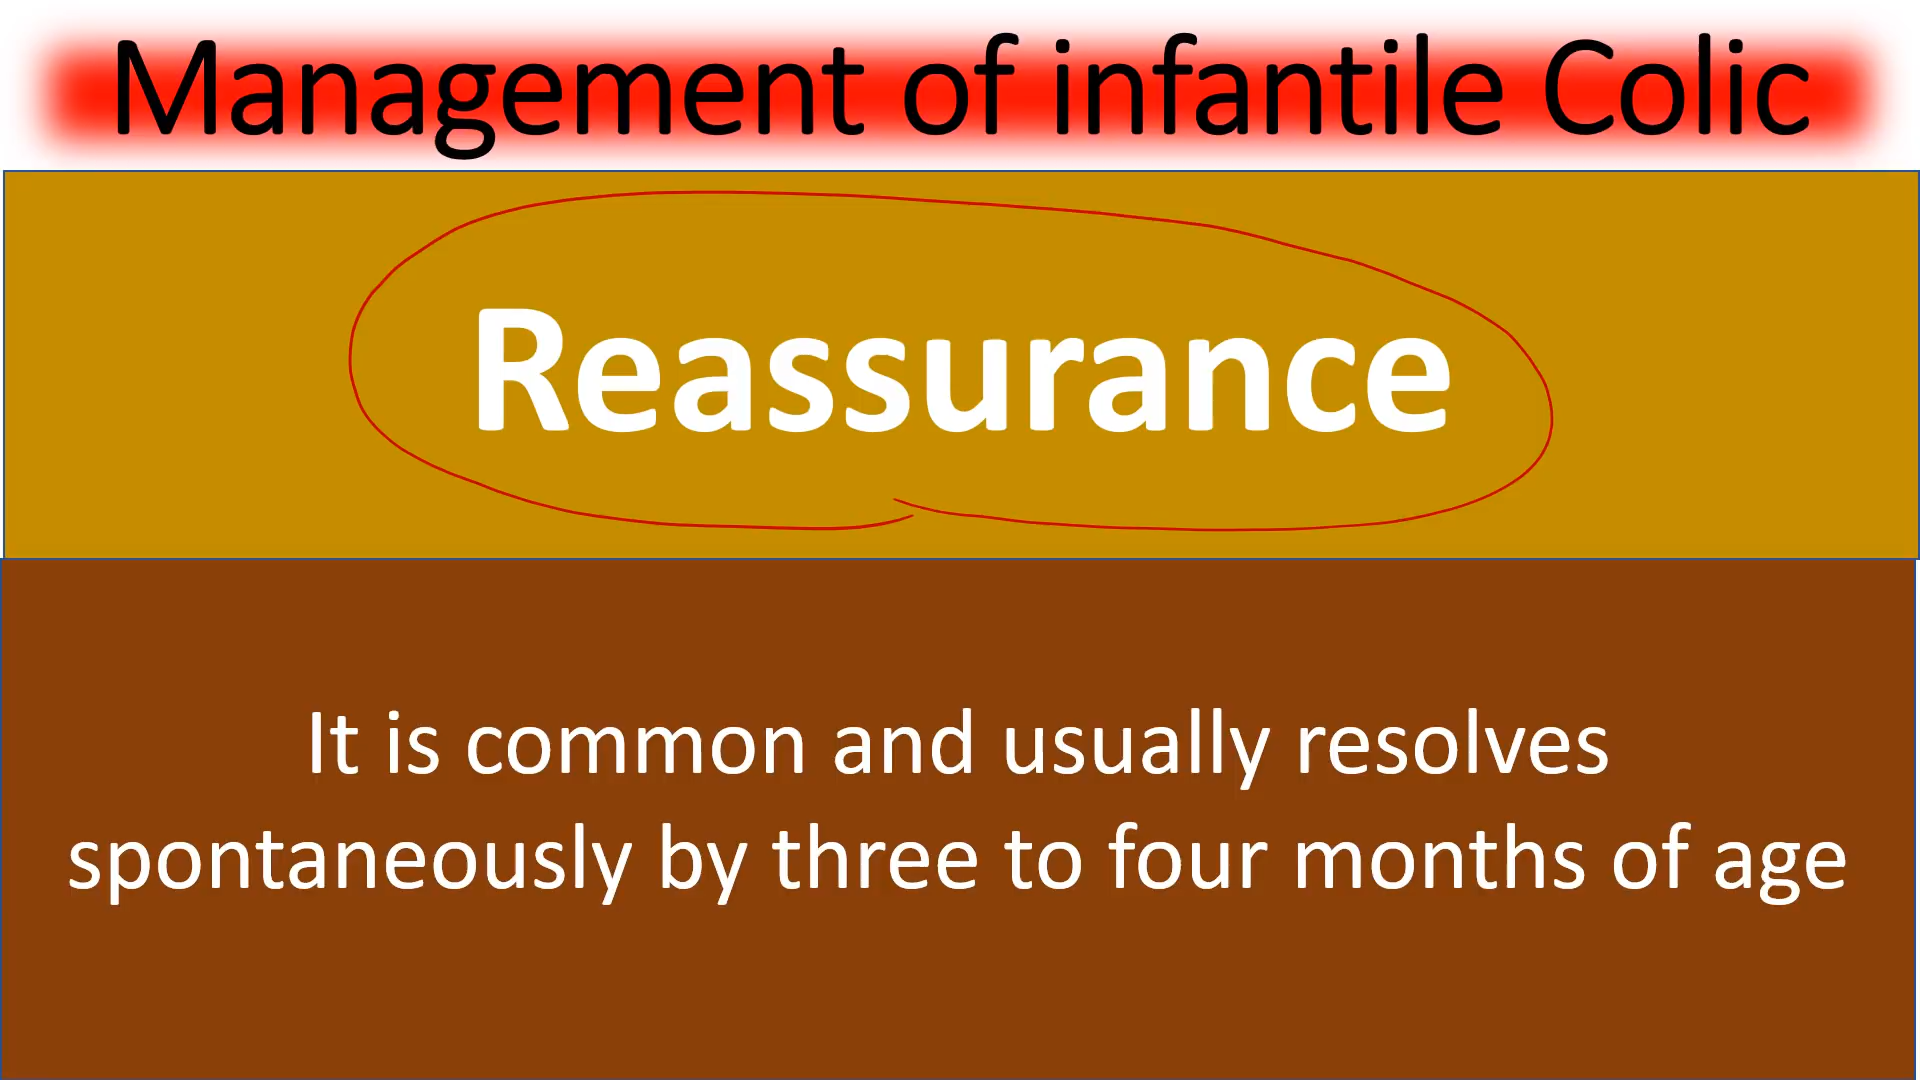 Management of infantile Colic
Reassurance
It is common and usually resolves
spontaneously by three to four months of age